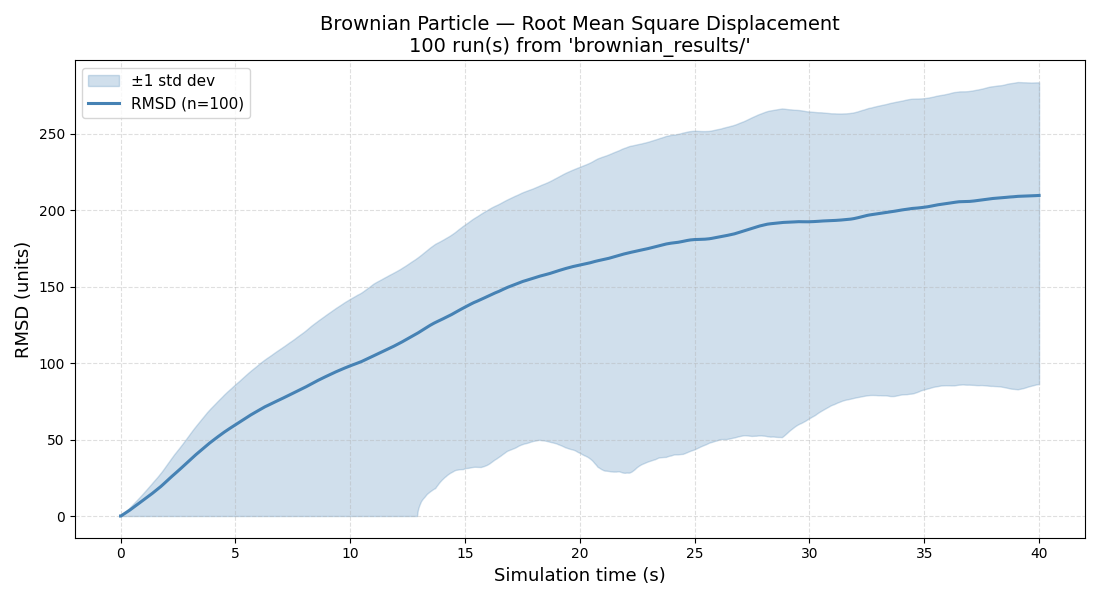 Brownian Particle — Root Mean Square Displacement
100 run(s) from 'brownian_results/'
±1 std dev
RMSD (n=100)
RMSD (units)
250
200
150
100
50
0
0 5 10 15 20 25 30 35 40
Simulation time (s)